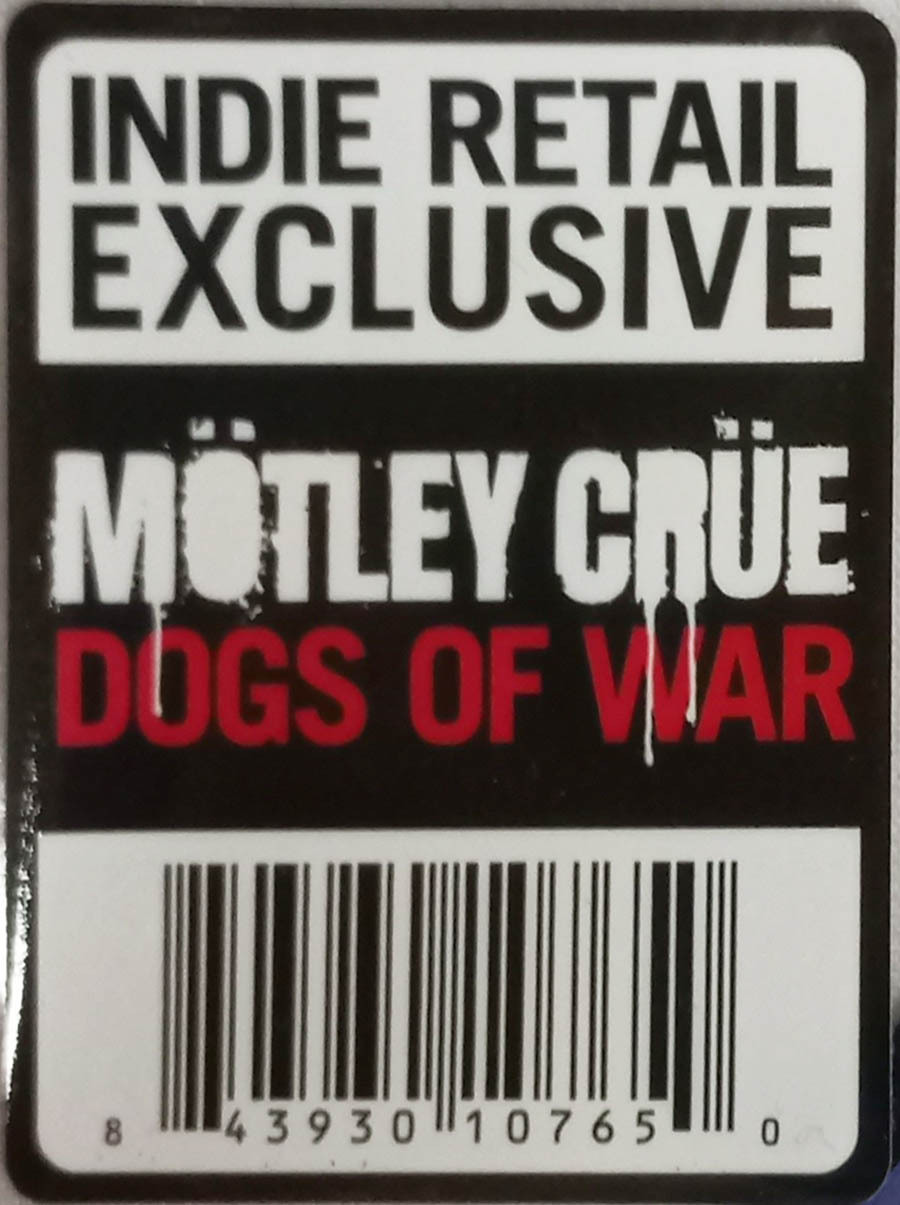 INDIE RETAIL
EXCLUSIVE
MÖTLEY CRÜE
DOGS OF WAR
8 43930 10765 0